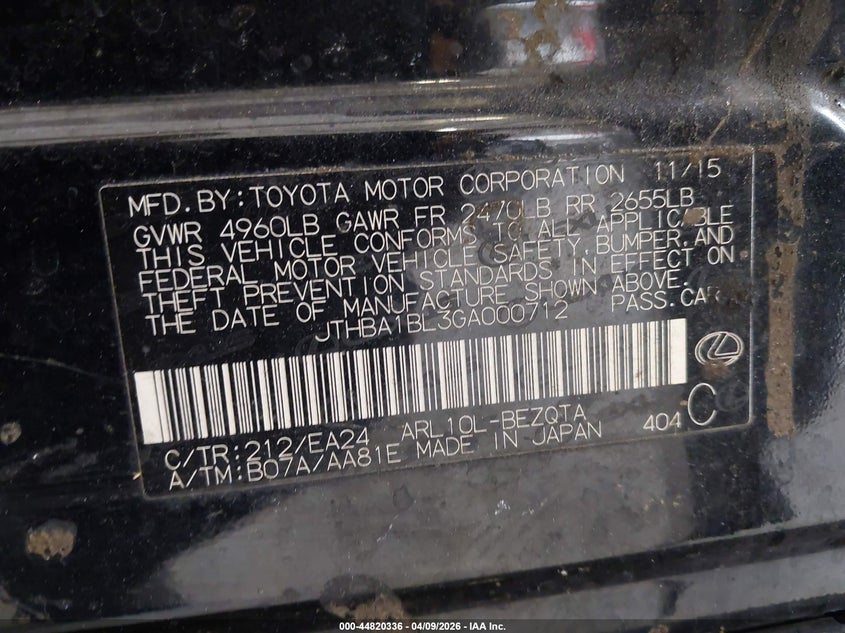 MFD. BY: TOYOTA MOTOR CORPORATION 11/15
GVWR 4960LB GAWR FR 2470LB RR 2655LB
THIS VEHICLE CONFORMS TO ALL APPLICABLE
FEDERAL MOTOR VEHICLE SAFETY, BUMPER, AND
THEFT PREVENTION STANDARDS IN EFFECT ON
THE DATE OF MANUFACTURE SHOWN ABOVE.
JTHBA1BL3GA000712 PASS. CAR
C/TR: 212/EA24 ARL10L-BEZQTA 404 C
A/TM: B07A/AA81E MADE IN JAPAN
000-44820336 - 04/09/2026 - IAA Inc.